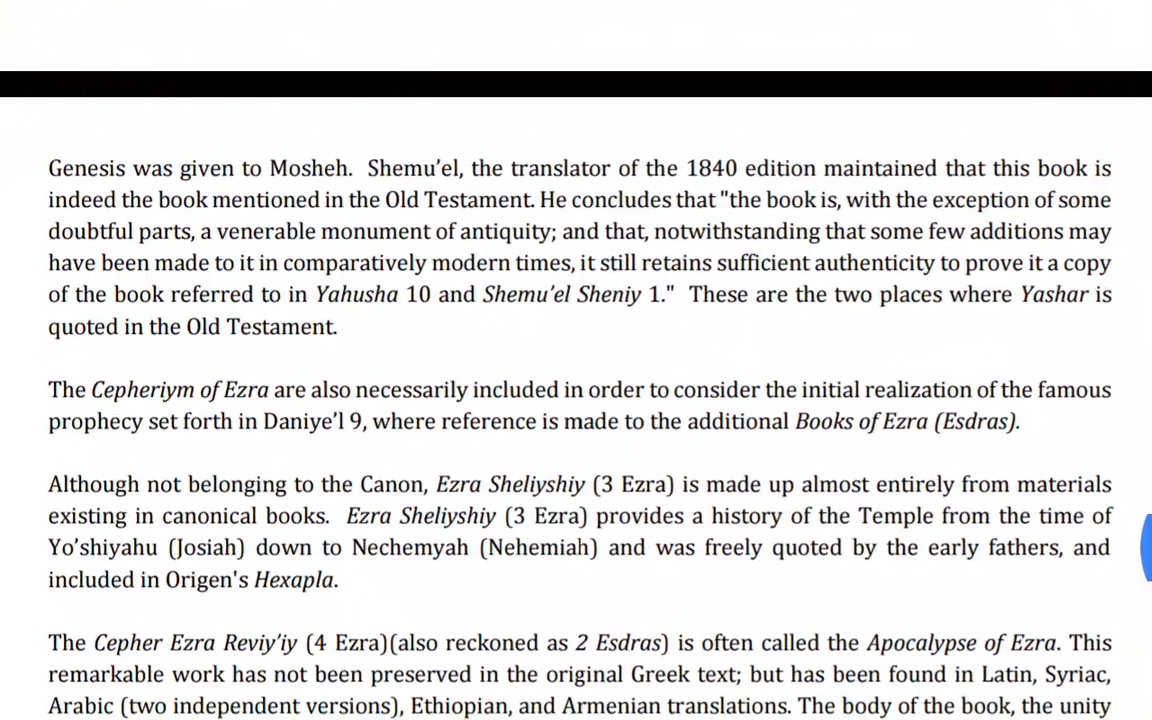 Genesis was given to Mosheh. Shemu'el, the translator of the 1840 edition maintained that this book is
indeed the book mentioned in the Old Testament. He concludes that "the book is, with the exception of some
doubtful parts, a venerable monument of antiquity; and that, notwithstanding that some few additions may
have been made to it in comparatively modern times, it still retains sufficient authenticity to prove it a copy
of the book referred to in Yahusha 10 and Shemu'el Sheniy 1." These are the two places where Yashar is
quoted in the Old Testament.
The Cepheriym of Ezra are also necessarily included in order to consider the initial realization of the famous
prophecy set forth in Daniye'l 9, where reference is made to the additional Books of Ezra (Esdras).
Although not belonging to the Canon, Ezra Sheliyshiy (3 Ezra) is made up almost entirely from materials
existing in canonical books. Ezra Sheliyshiy (3 Ezra) provides a history of the Temple from the time of
Yo'shiyahu (Josiah) down to Nechemyah (Nehemiah) and was freely quoted by the early fathers, and
included in Origen's Hexapla.
The Cepher Ezra Reviy'iy (4 Ezra)(also reckoned as 2 Esdras) is often called the Apocalypse of Ezra. This
remarkable work has not been preserved in the original Greek text; but has been found in Latin, Syriac,
Arabic (two independent versions), Ethiopian, and Armenian translations. The body of the book, the unity